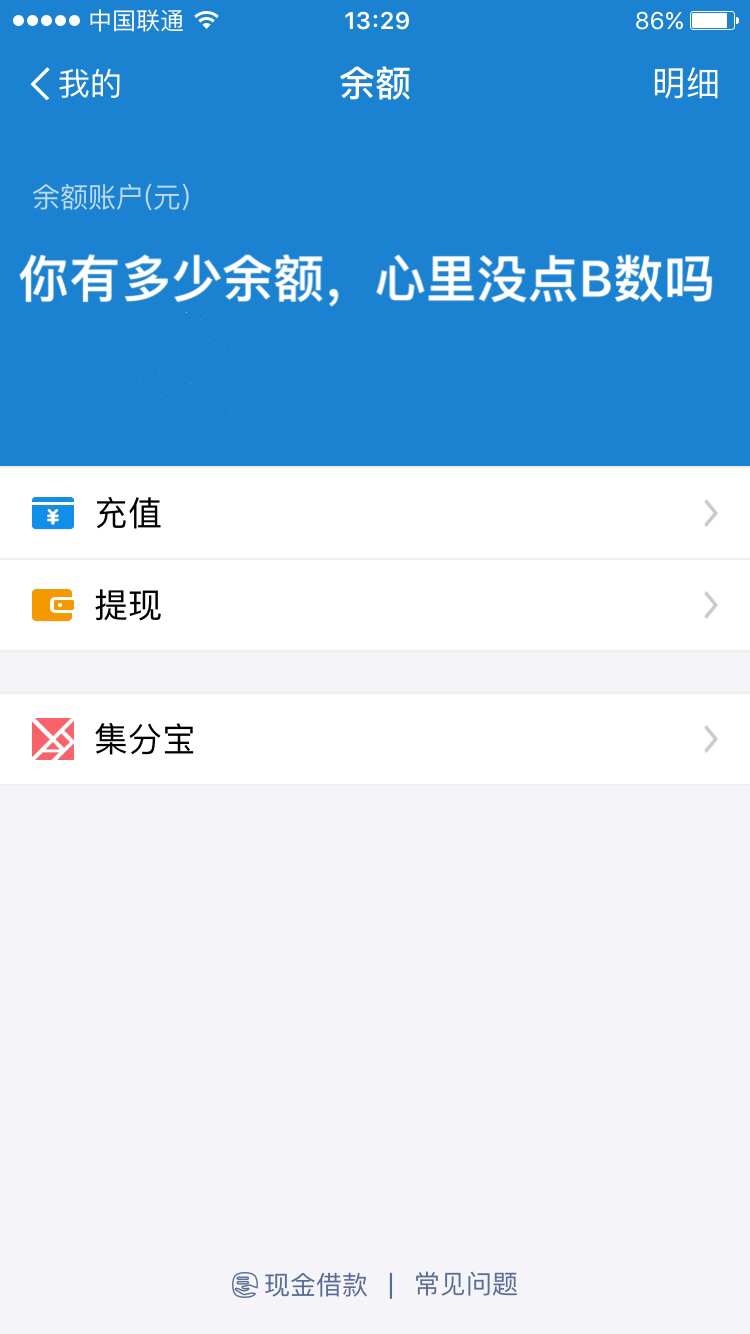 中国联通 13:29 86%
我的 余额 明细
余额账户(元)
你有多少余额，心里没点B数吗
充值
提现
集分宝
现金借款 | 常见问题